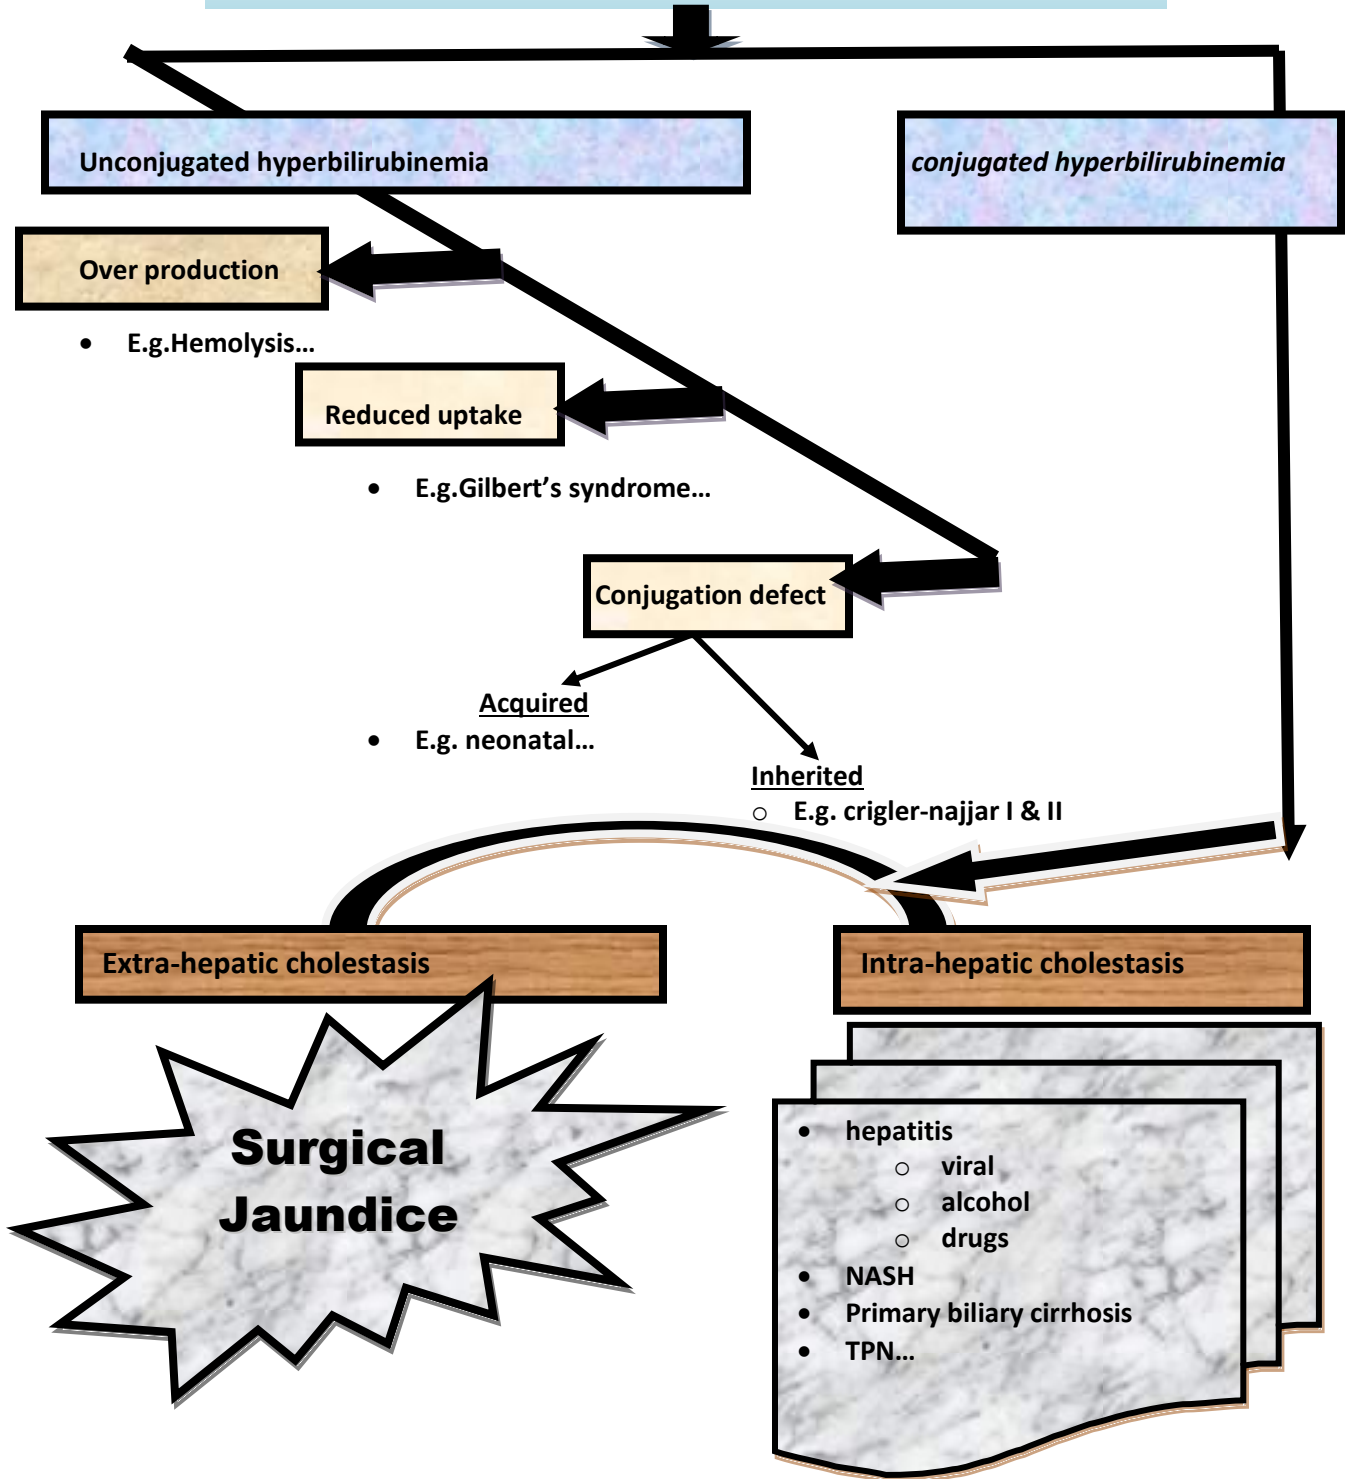 Unconjugated hyperbilirubinemia
conjugated hyperbilirubinemia
Over production
• E.g.Hemolysis...
Reduced uptake
• E.g.Gilbert’s syndrome...
Conjugation defect
Acquired
• E.g. neonatal...
Inherited
○ E.g. crigler-najjar I & II
Extra-hepatic cholestasis
Intra-hepatic cholestasis
Surgical
Jaundice
• hepatitis
○ viral
○ alcohol
○ drugs
• NASH
• Primary biliary cirrhosis
• TPN...